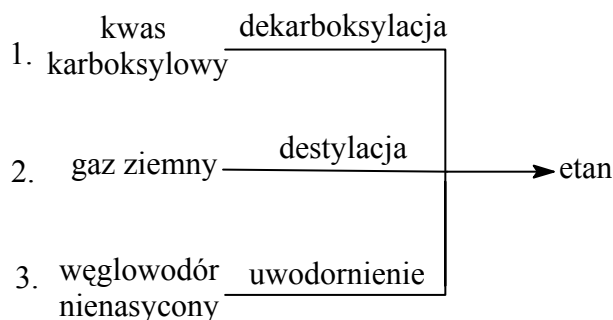 1. kwas karboksylowy dekarboksylacja
2. gaz ziemny destylacja etan
3. węglowodór nienasycony uwodornienie